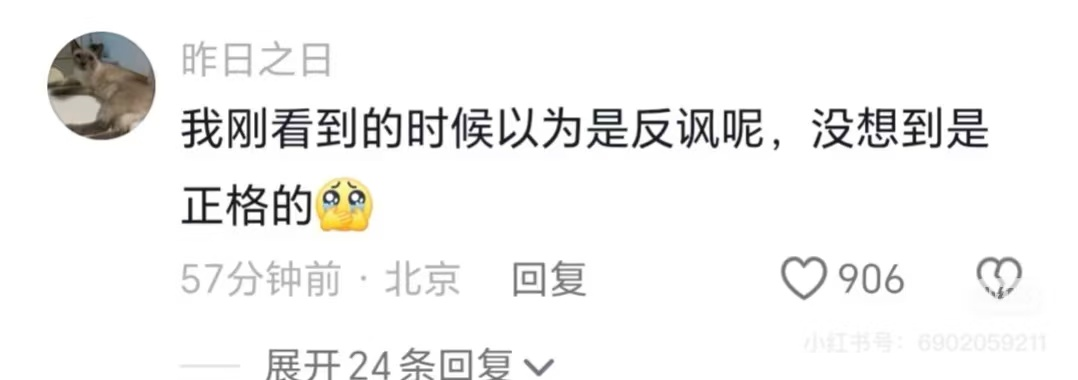 昨日之日
我刚看到的时候以为是反讽呢，没想到是
正格的🥹
57分钟前 · 北京 回复 906
小红书号：6902059211
展开24条回复